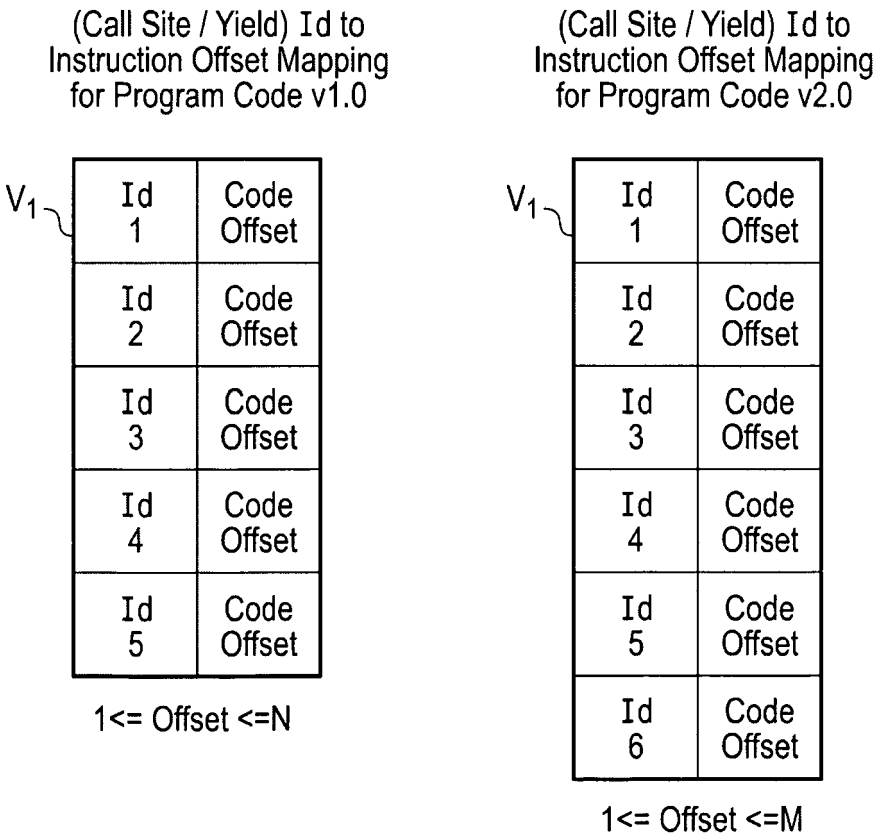 (Call Site / Yield) Id to
Instruction Offset Mapping
for Program Code v1.0
V1
Id
1
Code
Offset
Id
2
Code
Offset
Id
3
Code
Offset
Id
4
Code
Offset
Id
5
Code
Offset
1<= Offset <=N
(Call Site / Yield) Id to
Instruction Offset Mapping
for Program Code v2.0
V1
Id
1
Code
Offset
Id
2
Code
Offset
Id
3
Code
Offset
Id
4
Code
Offset
Id
5
Code
Offset
Id
6
Code
Offset
1<= Offset <=M